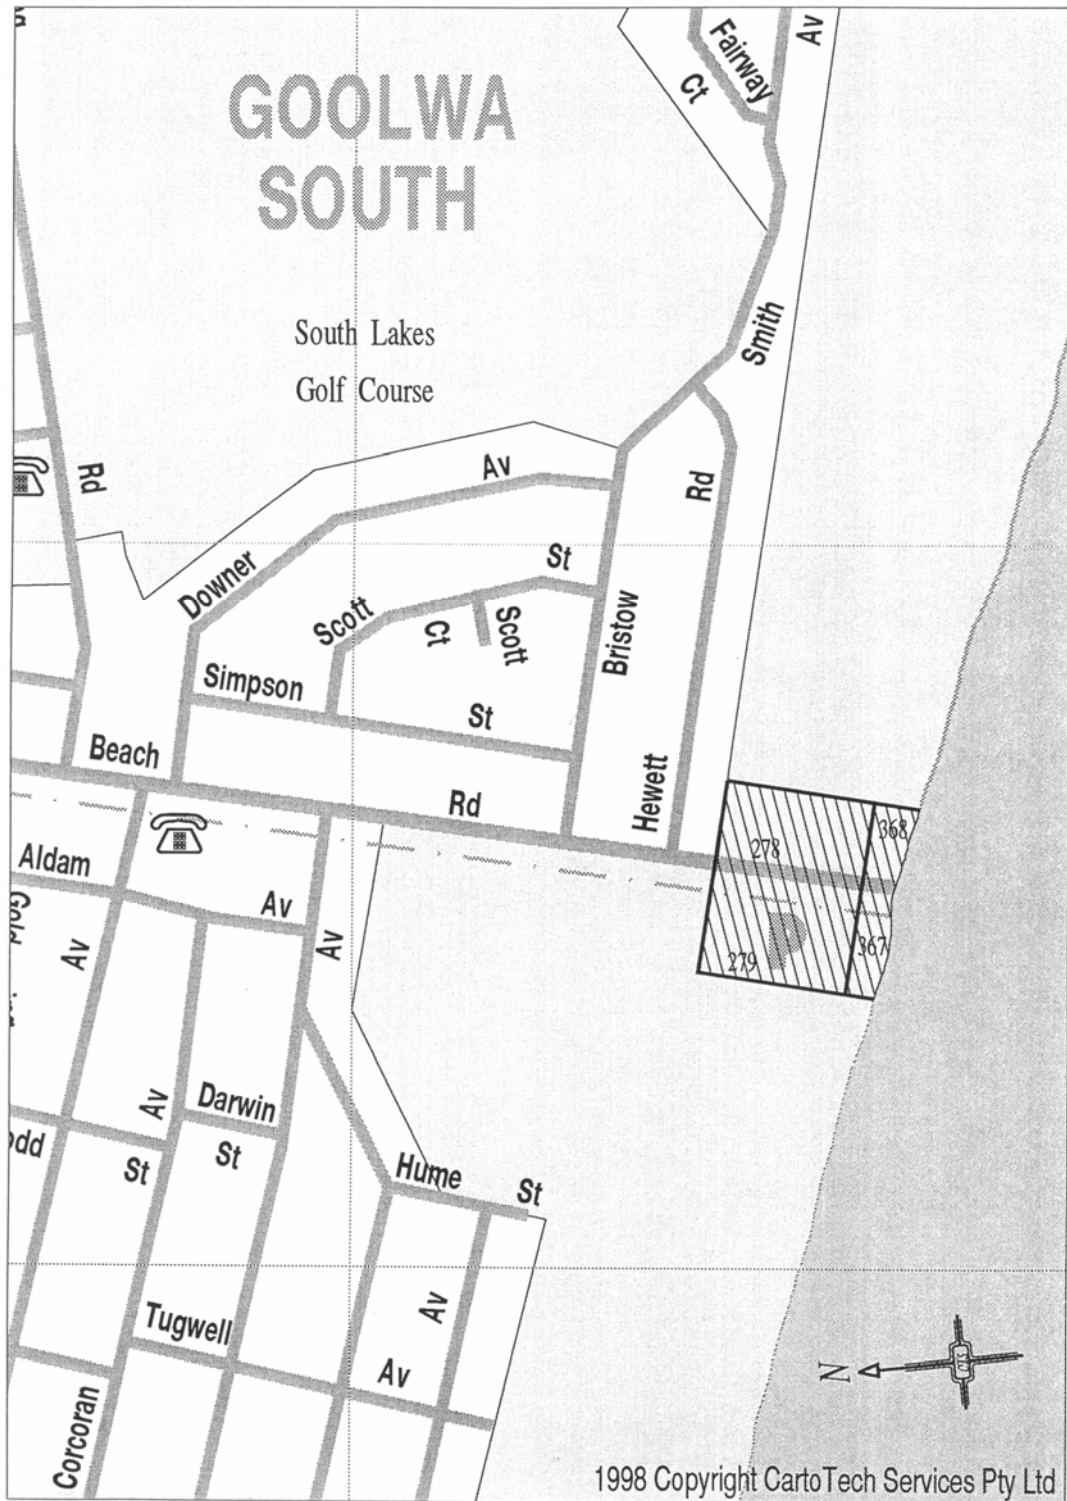 Av
Fairway
Ct
GOOLWA
SOUTH
South Lakes
Golf Course
Smith
Rd
Av
Rd
St
Downer
Scott
Ct
Scott
Bristow
Simpson
St
Beach
Rd
Hewett
278
368
Aldam
Av
Av
Av
279
367
P
Darwin
Av
St
St
Hume
St
Tugwell
Av
Av
Corcoran
N
1998 Copyright CartoTech Services Pty Ltd